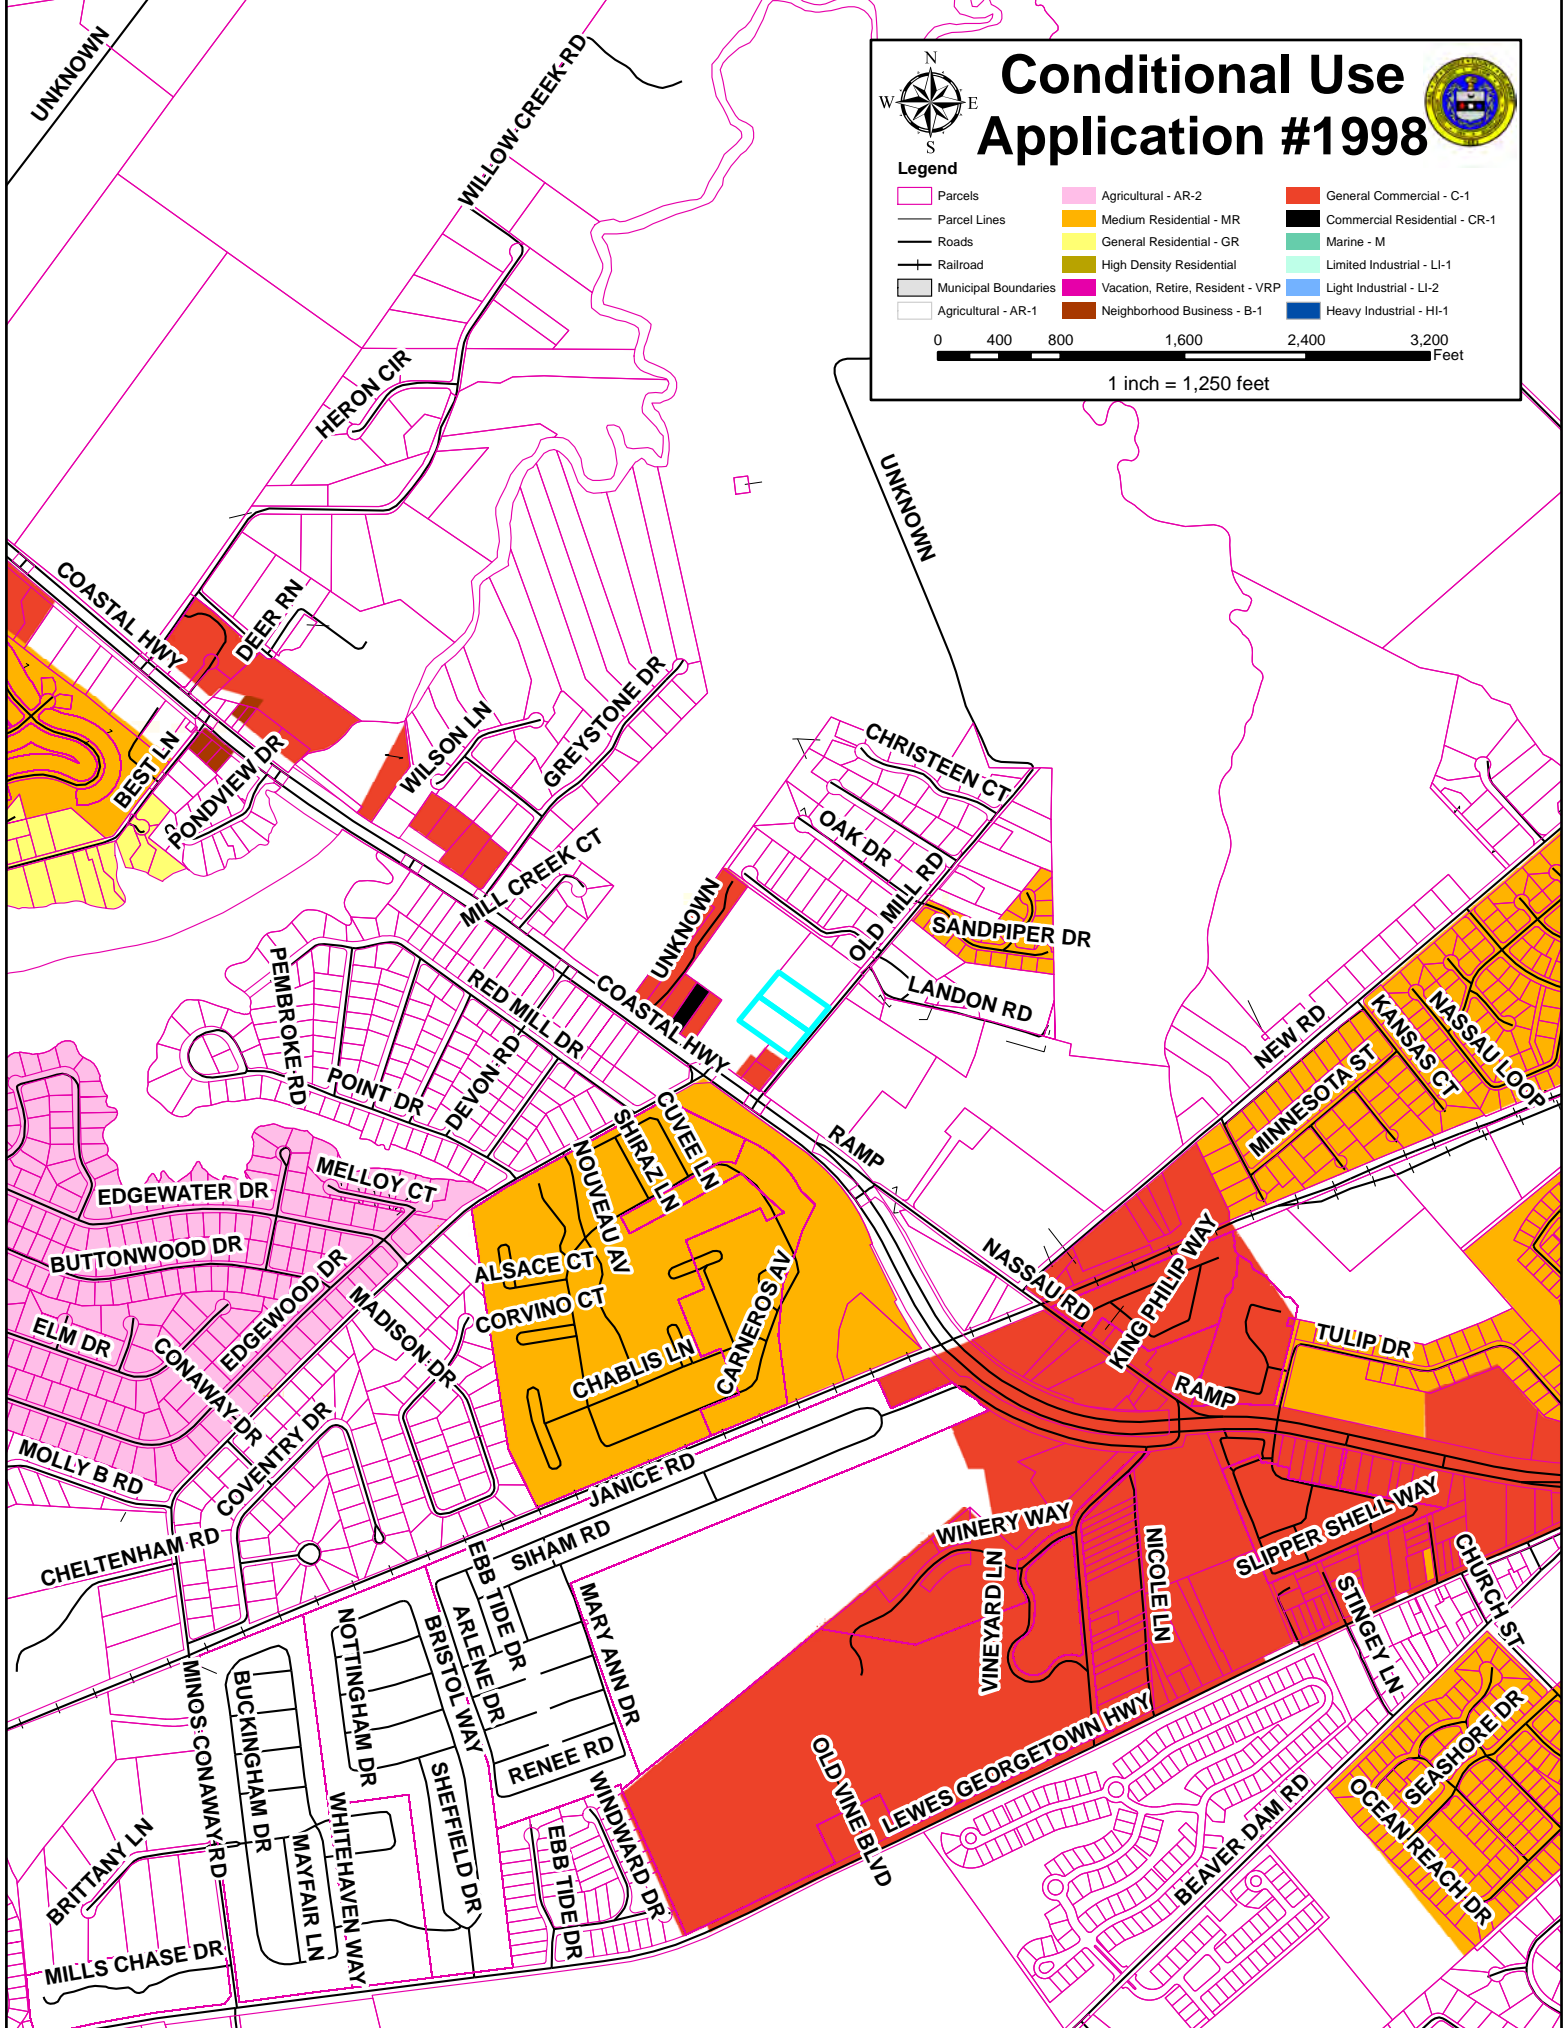 Conditional Use
Application #1998
N
W
E
S
Legend
Parcels
Parcel Lines
Roads
Railroad
Municipal Boundaries
Agricultural - AR-1
Agricultural - AR-2
Medium Residential - MR
General Residential - GR
High Density Residential
Vacation, Retire, Resident - VRP
Neighborhood Business - B-1
General Commercial - C-1
Commercial Residential - CR-1
Marine - M
Limited Industrial - LI-1
Light Industrial - LI-2
Heavy Industrial - HI-1
0 400 800 1,600 2,400 3,200
Feet
1 inch = 1,250 feet
UNKNOWN
WILLOW CREEK RD
HERON CIR
UNKNOWN
COASTAL HWY
DEER RN
BEST LN
PONDVIEW DR
WILSON LN
GREYSTONE DR
MILL CREEK CT
CHRISTEEN CT
OAK DR
OLD MILL RD
SANDPIPER DR
LANDON RD
UNKNOWN
COASTAL HWY
PEMBROKE RD
RED MILL DR
POINT DR
DEVON RD
NEW RD
KANSAS CT
NASSAU LOOP
MINNESOTA ST
CUVEE LN
SHIRAZ LN
NOUVEAU AV
RAMP
MELLOY CT
EDGEWATER DR
BUTTONWOOD DR
EDGEWOOD DR
ALSACE CT
CORVINO CT
CARNEROS AV
CHABLIS LN
MADISON DR
ELM DR
CONAWAY DR
COVENTRY DR
MOLLY B RD
CHELTENHAM RD
NASSAU RD
KING PHILIP WAY
TULIP DR
RAMP
JANICE RD
SIHAM RD
WINERY WAY
VINEYARD LN
NICOLE LN
SLIPPER SHELL WAY
CHURCH ST
STINGEY LN
EBB TIDE DR
ARLENE DR
BRISTOL WAY
MARY ANN DR
NOTTINGHAM DR
BUCKINGHAM DR
MINOS CONAWAY RD
RENEE RD
SHEFFIELD DR
WINDWARD DR
WHITEHAVEN WAY
MAYFAIR LN
EBB TIDE DR
BRITTANY LN
MILLS CHASE DR
OLD VINE BLVD
LEWES GEORGETOWN HWY
BEAVER DAM RD
SEASHORE DR
OCEAN REACH DR